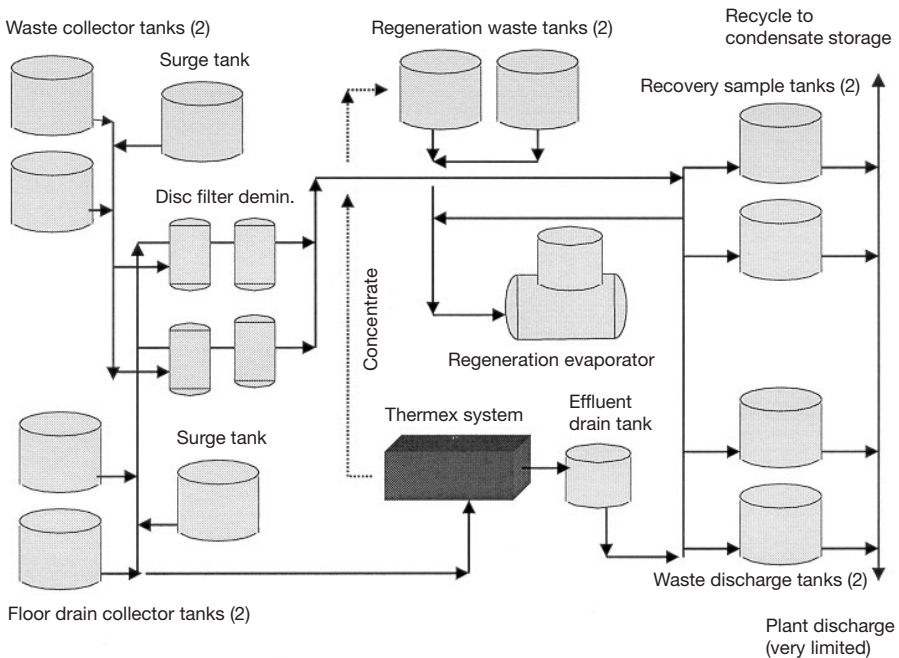 Waste collector tanks (2)
Surge tank
Regeneration waste tanks (2)
Recycle to
condensate storage
Recovery sample tanks (2)
Disc filter demin.
Concentrate
Regeneration evaporator
Thermex system
Effluent
drain tank
Surge tank
Floor drain collector tanks (2)
Waste discharge tanks (2)
Plant discharge
(very limited)